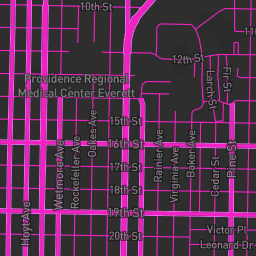 10th St
11
12th St
Providence Regional
Medical Center Everett
Larch St
Fir St
15th St
16th St
17th St
18th St
19th St
20th St
Oakes Ave
Rockefeller Ave
Wetmore Ave
Hoyt Ave
Rainier Ave
Virginia Ave
Baker Ave
Cedar St
Pine St
Victor Pl
Leonard Dr